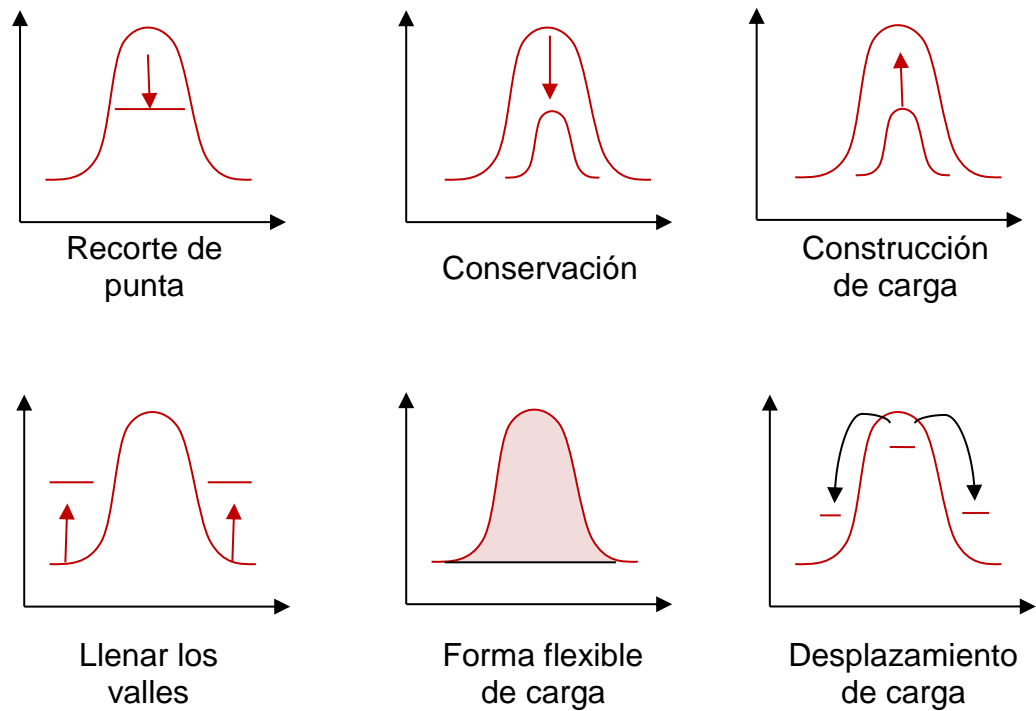 Recorte de
punta
Conservación
Construcción
de carga
Llenar los
valles
Forma flexible
de carga
Desplazamiento
de carga